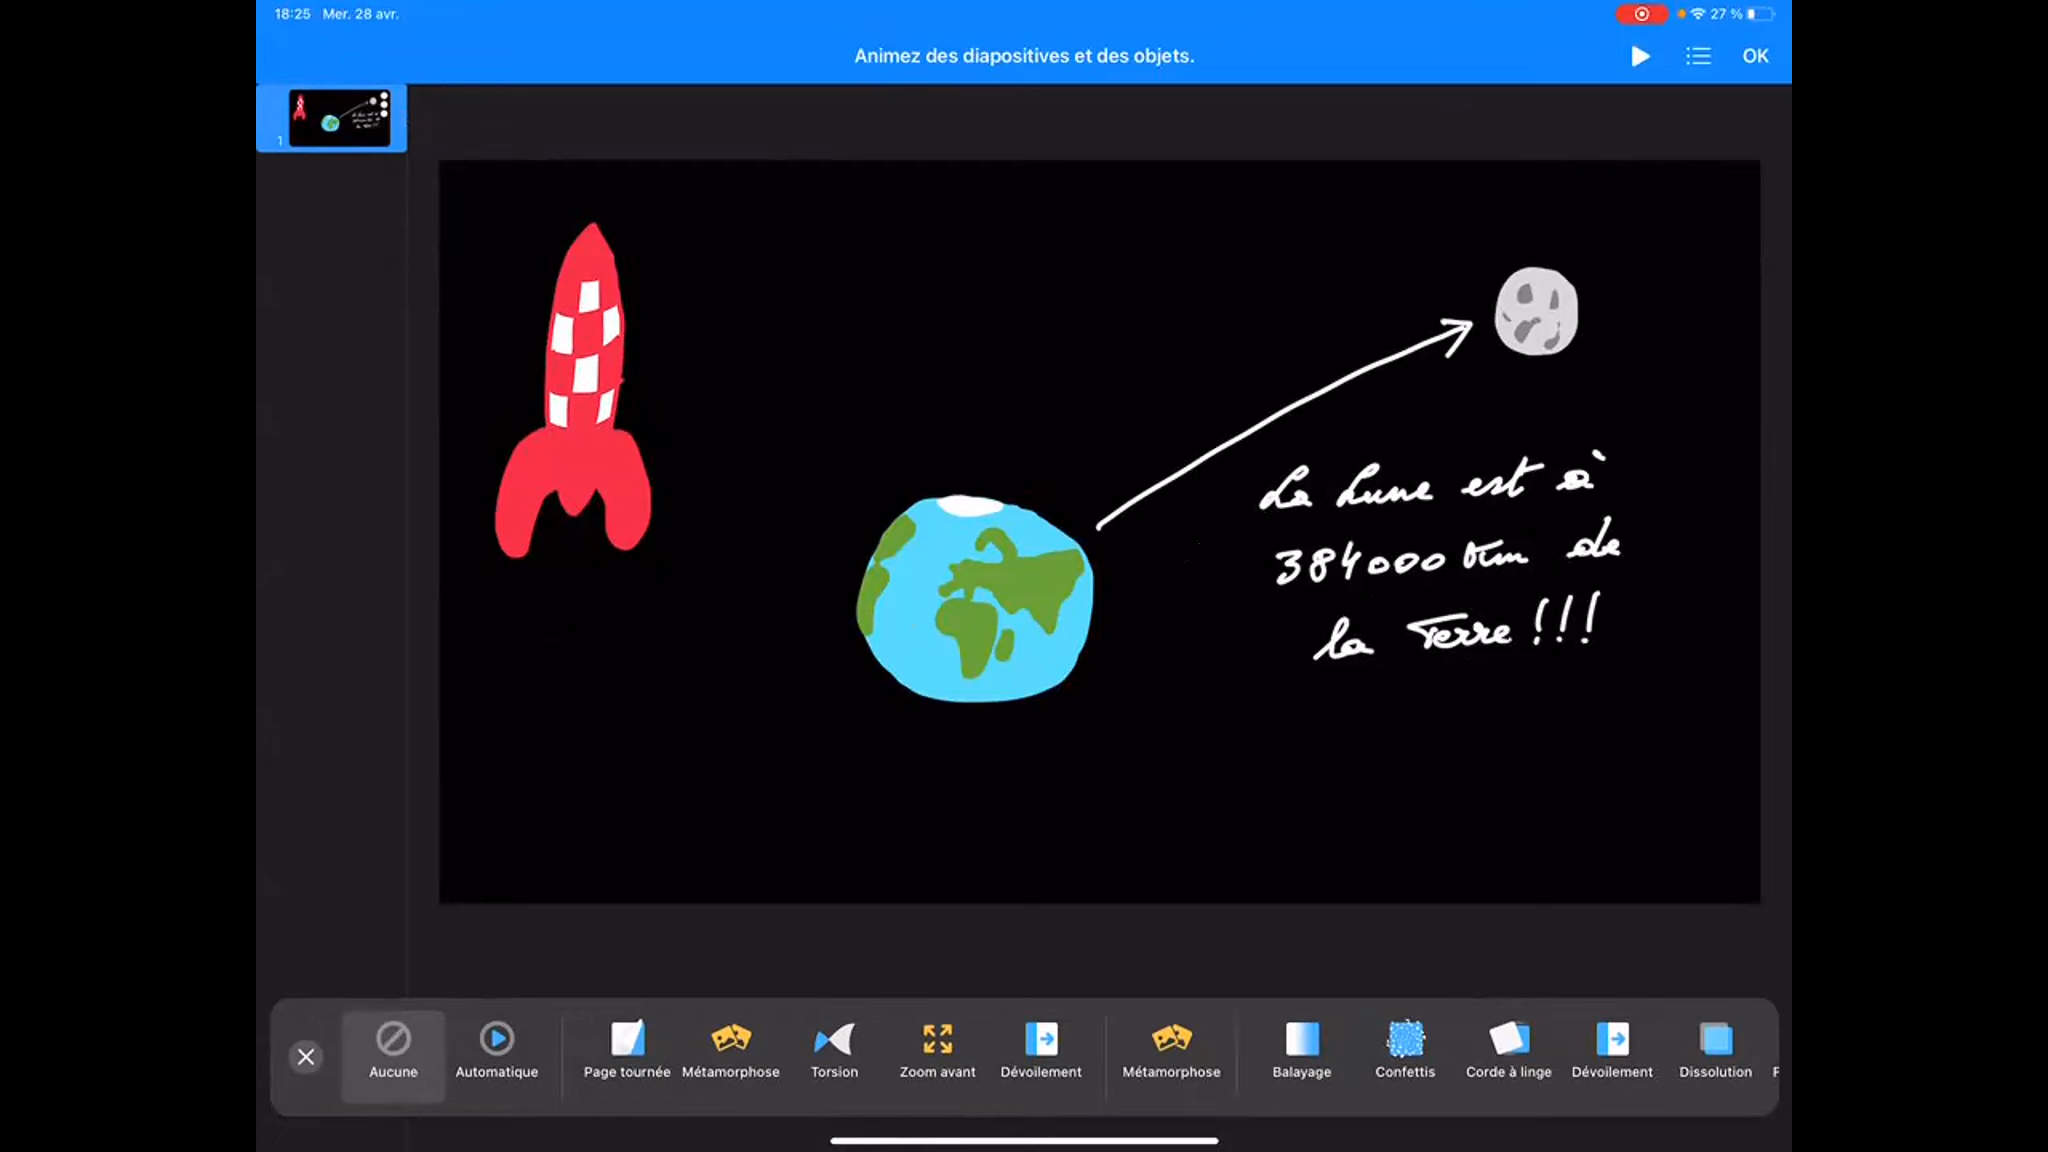 18:25 Mer. 28 avr.
27 %
Animez des diapositives et des objets.
OK
1
La Lune est à
384000 km de
la Terre!!!
Aucune
Automatique
Page tournée
Métamorphose
Torsion
Zoom avant
Dévoilement
Métamorphose
Balayage
Confettis
Corde à linge
Dévoilement
Dissolution
F